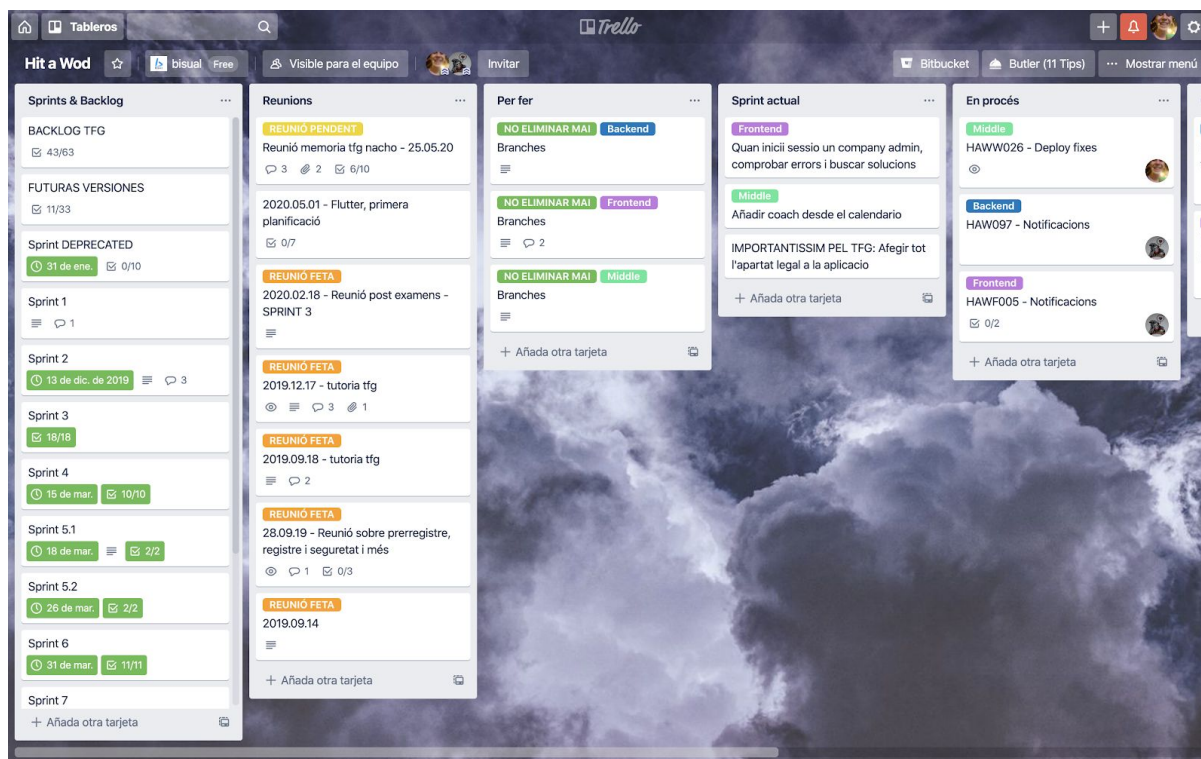 Tableros
Trello
Hit a Wod
bisual Free
Visible para el equipo
Invitar
Bitbucket
Butler (11 Tips)
Mostrar menú
Sprints & Backlog
BACKLOG TFG
43/63
FUTURAS VERSIONES
11/33
Sprint DEPRECATED
31 de ene. 0/10
Sprint 1
1
Sprint 2
13 de dic. de 2019 3
Sprint 3
18/18
Sprint 4
15 de mar. 10/10
Sprint 5.1
18 de mar. 2/2
Sprint 5.2
26 de mar. 2/2
Sprint 6
31 de mar. 11/11
Sprint 7
+ Añada otra tarjeta
Reunions
REUNIÓ PENDENT
Reunió memoria tfg nacho - 25.05.20
3 2 6/10
2020.05.01 - Flutter, primera
planificació
0/7
REUNIÓ FETA
2020.02.18 - Reunió post examens -
SPRINT 3
REUNIÓ FETA
2019.12.17 - tutoria tfg
3 1
REUNIÓ FETA
2019.09.18 - tutoria tfg
2
REUNIÓ FETA
28.09.19 - Reunió sobre prerregistre,
registre i seguretat i més
1 0/3
REUNIÓ FETA
2019.09.14
+ Añada otra tarjeta
Per fer
NO ELIMINAR MAI Backend
Branches
NO ELIMINAR MAI Frontend
Branches
2
NO ELIMINAR MAI Middle
Branches
+ Añada otra tarjeta
Sprint actual
Frontend
Quan inicii sessio un company admin,
comprobar errors i buscar solucions
Middle
Añadir coach desde el calendario
IMPORTANTISSIM PEL TFG: Afegir tot
l'apartat legal a la aplicacio
+ Añada otra tarjeta
En procés
Middle
HAWW026 - Deploy fixes
Backend
HAW097 - Notificacions
Frontend
HAWF005 - Notificacions
0/2
+ Añada otra tarjeta